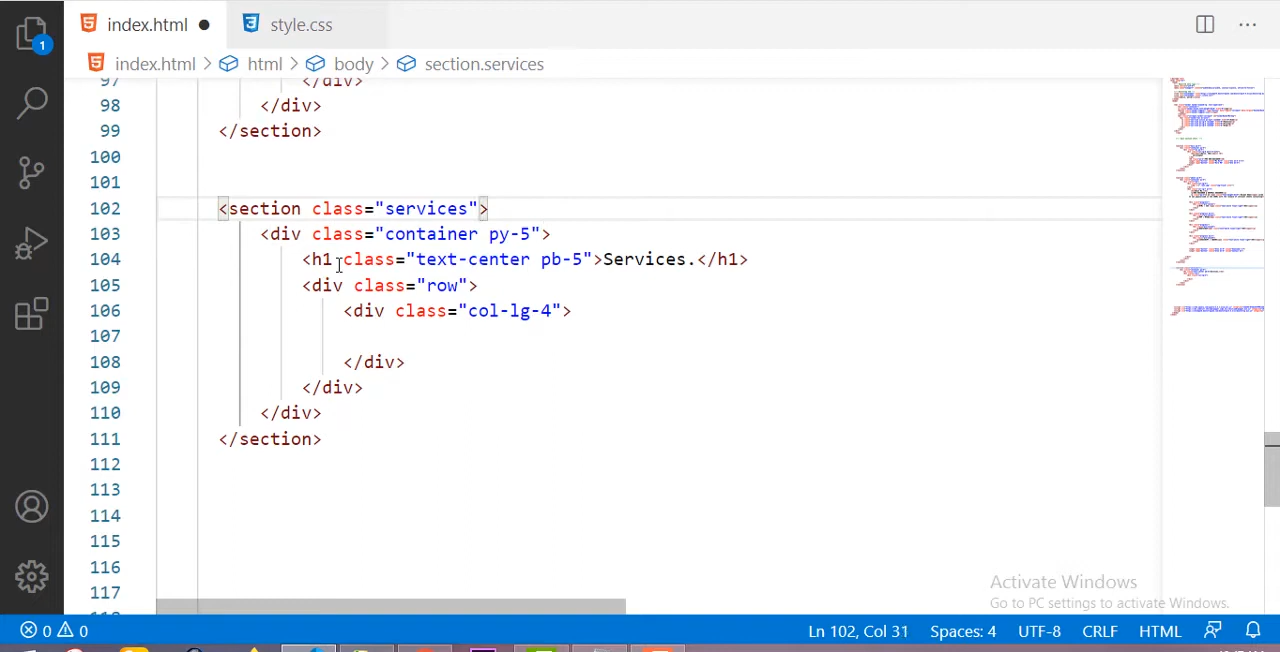 index.html ● style.css ···
1 index.html > html > body > section.services
97 </div>
98 </div>
99 </section>
100
101
102 <section class="services">
103 <div class="container py-5">
104 <h1 class="text-center pb-5">Services.</h1>
105 <div class="row">
106 <div class="col-lg-4">
107
108 </div>
109 </div>
110 </div>
111 </section>
112
113
114
115
116
117
Activate Windows
Go to PC settings to activate Windows.
0 0 Ln 102, Col 31 Spaces: 4 UTF-8 CRLF HTML